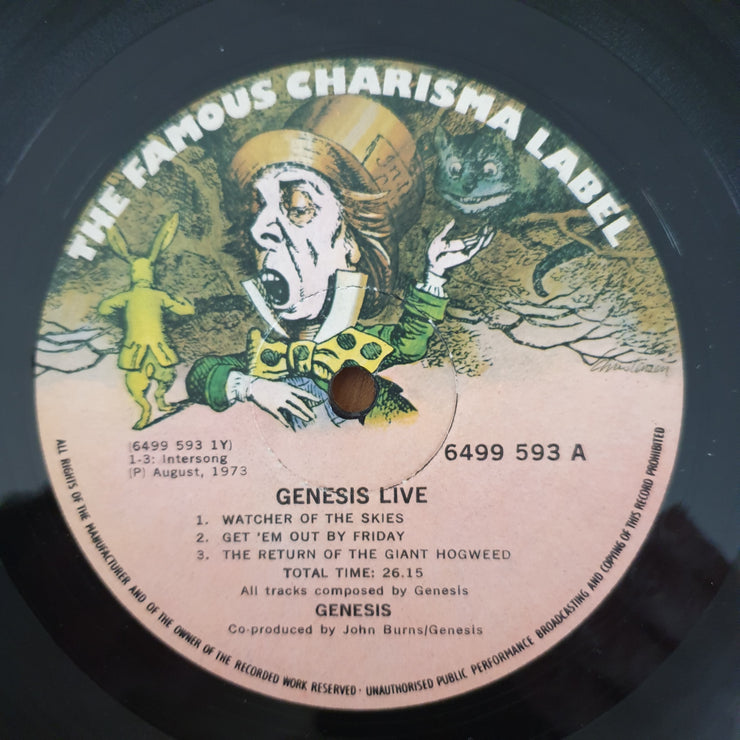 THE FAMOUS CHARISMA LABEL
Christensen
(6499 593 1Y)
1-3: Intersong
(P) August, 1973
6499 593 A
GENESIS LIVE
1. WATCHER OF THE SKIES
2. GET 'EM OUT BY FRIDAY
3. THE RETURN OF THE GIANT HOGWEED
TOTAL TIME: 26.15
All tracks composed by Genesis
GENESIS
Co-produced by John Burns/Genesis
ALL RIGHTS OF THE MANUFACTURER AND OF THE OWNER OF THE RECORDED WORK RESERVED · UNAUTHORISED PUBLIC PERFORMANCE BROADCASTING AND COPYING OF THIS RECORD PROHIBITED